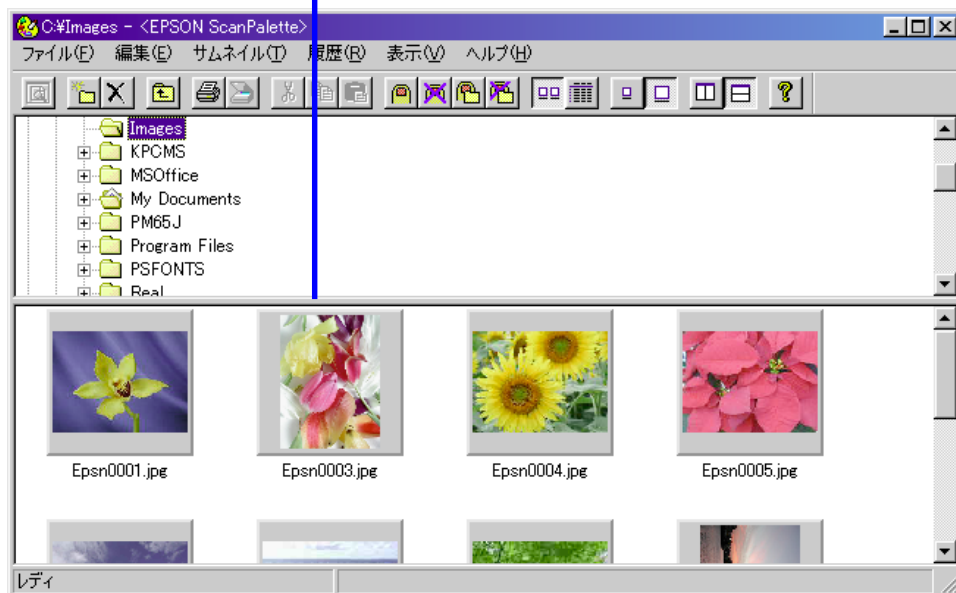 C:¥Images - <EPSON ScanPalette>
ファイル(F) 編集(E) サムネイル(T) 履歴(R) 表示(V) ヘルプ(H)
Images
KPCMS
MSOffice
My Documents
PM65J
Program Files
PSFONTS
Real
Epsn0001.jpg
Epsn0003.jpg
Epsn0004.jpg
Epsn0005.jpg
レディ